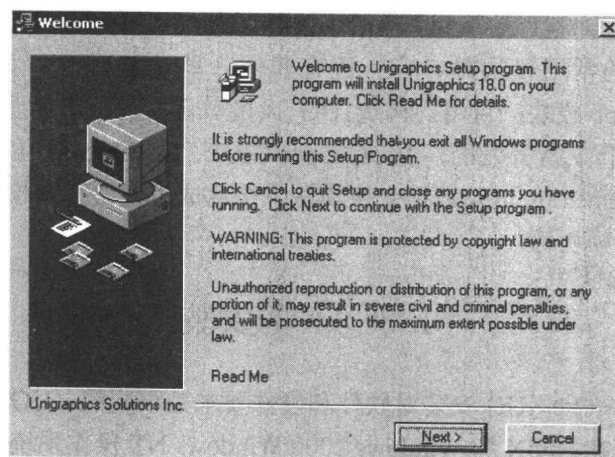 Welcome
Welcome to Unigraphics Setup program. This
program will install Unigraphics 18.0 on your
computer. Click Read Me for details.
It is strongly recommended that you exit all Windows programs
before running this Setup Program.
Click Cancel to quit Setup and close any programs you have
running. Click Next to continue with the Setup program .
WARNING: This program is protected by copyright law and
international treaties.
Unauthorized reproduction or distribution of this program, or any
portion of it, may result in severe civil and criminal penalties,
and will be prosecuted to the maximum extent possible under
law.
Read Me
Unigraphics Solutions Inc.
Next >
Cancel